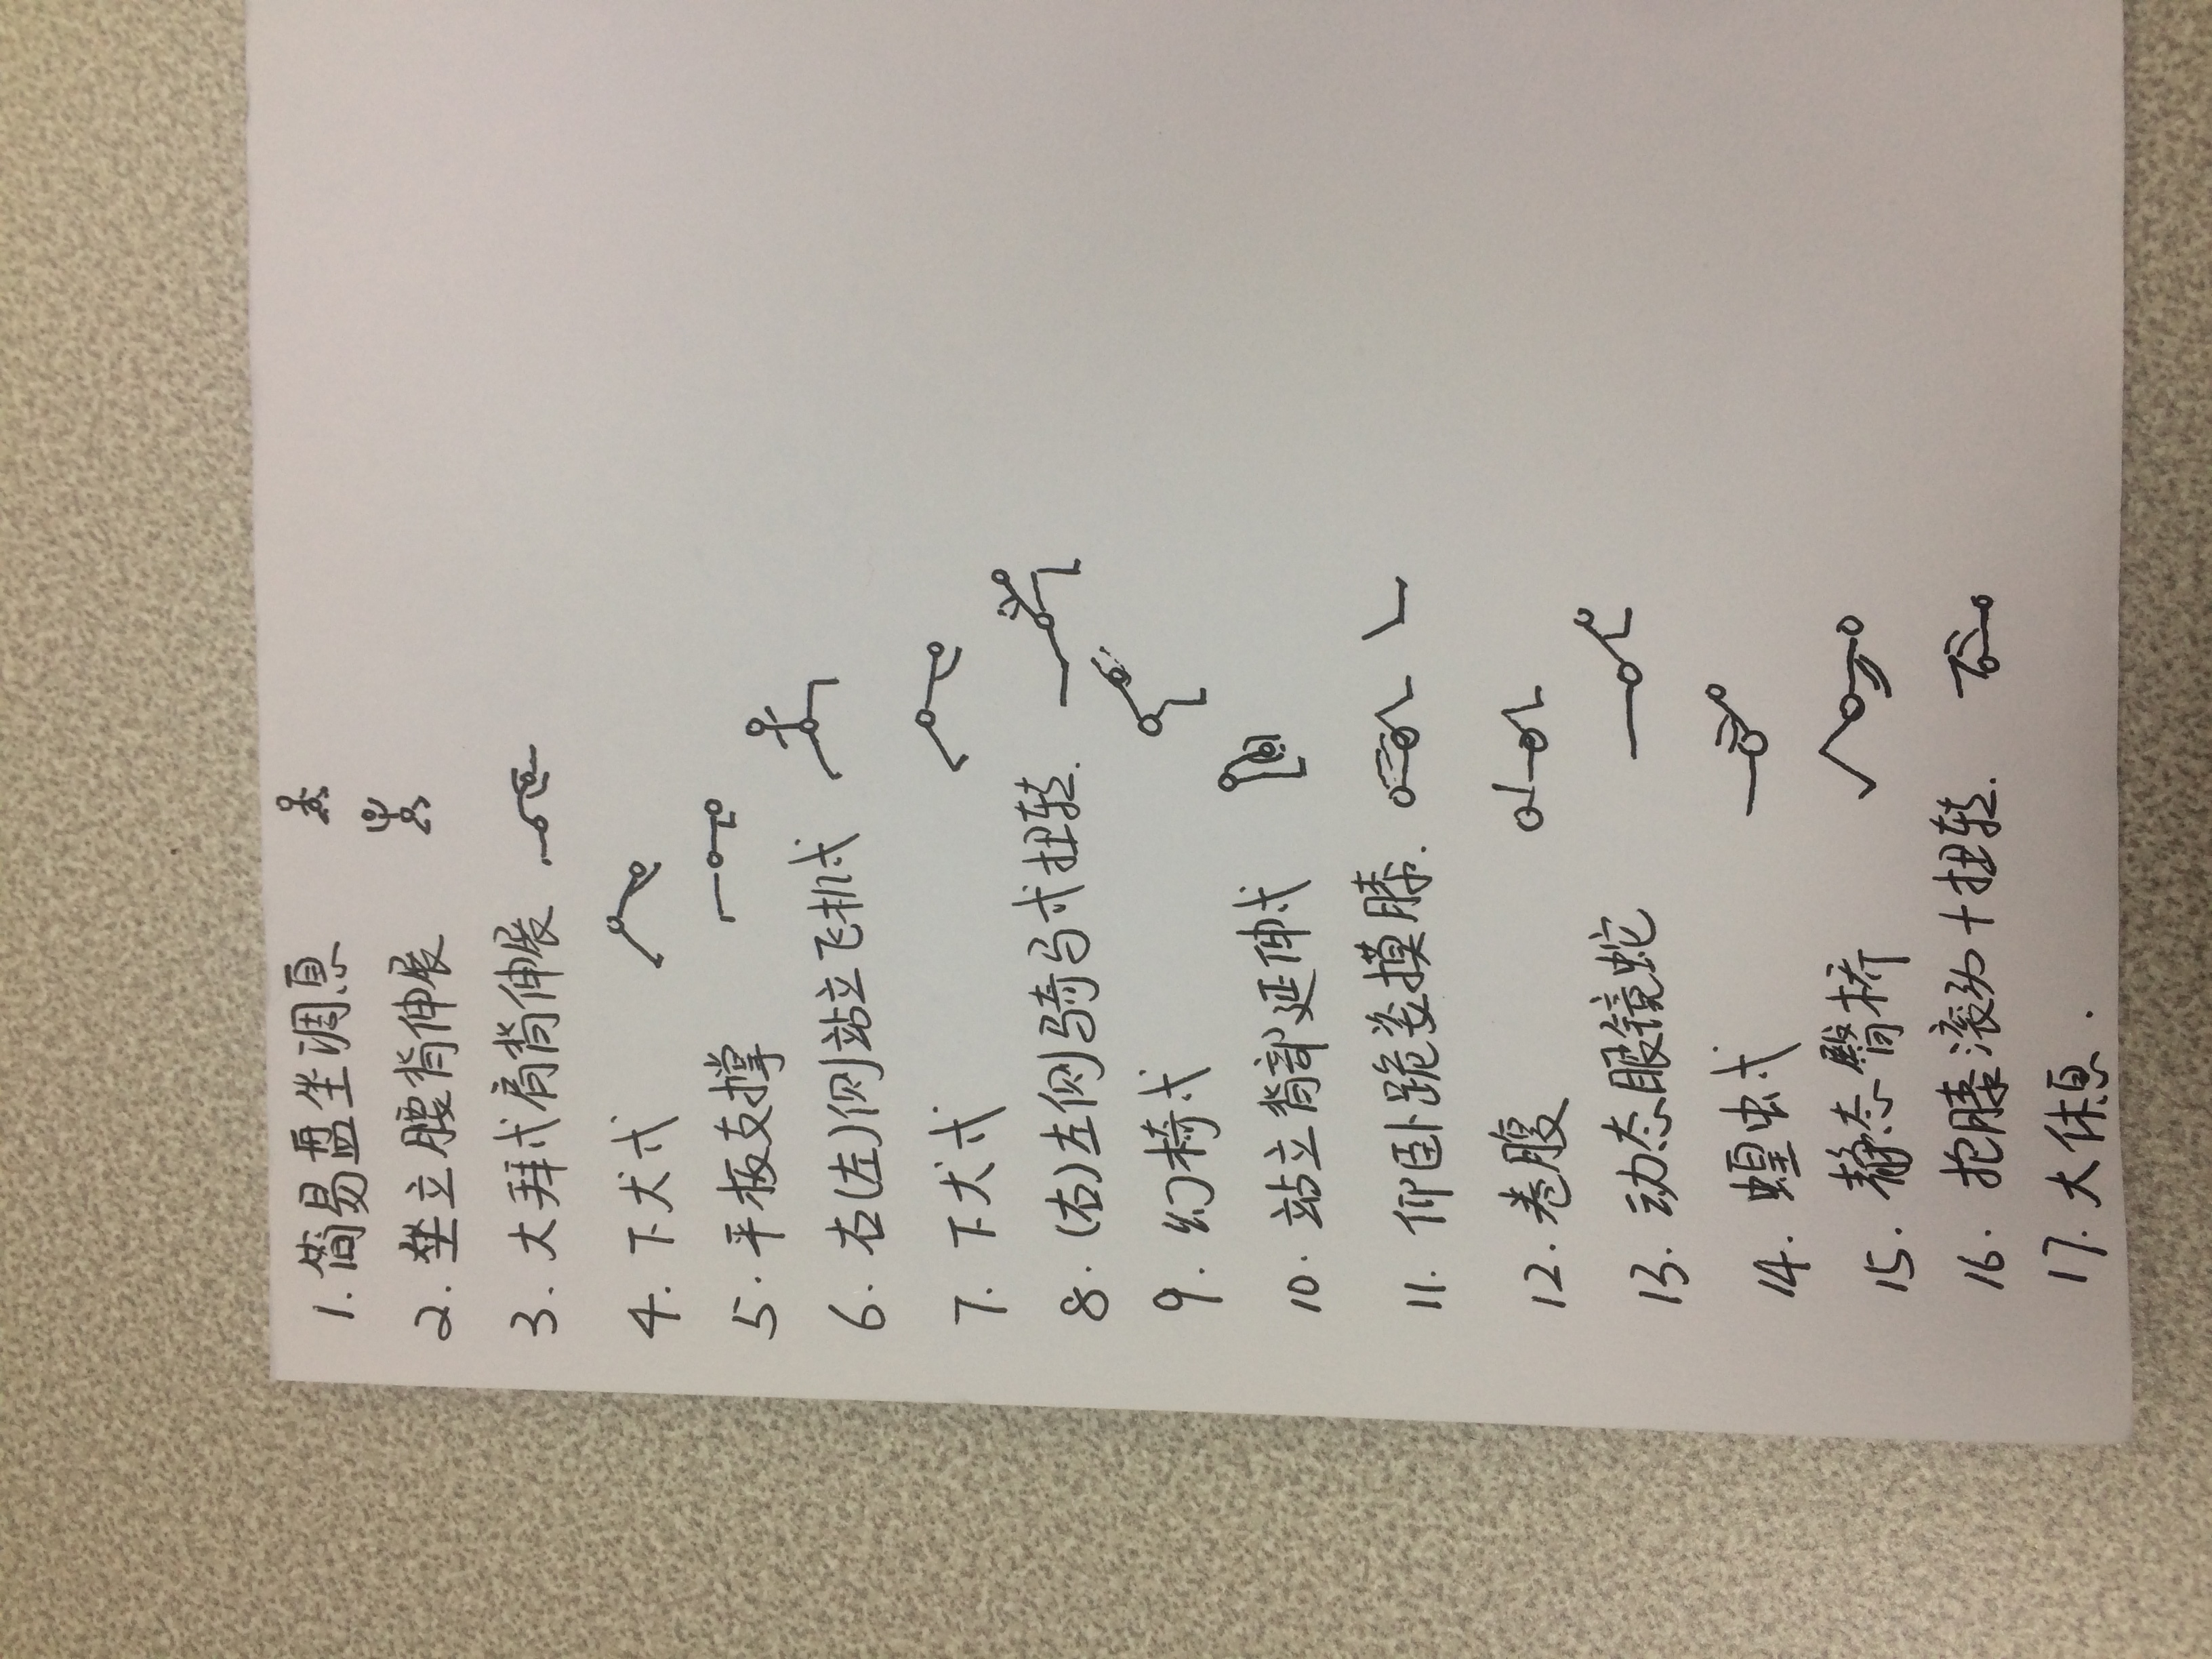 1. 简易盘坐调息
2. 坐立腰背伸展
3. 大拜式肩背伸展
4. 下犬式
5. 平板支撑
6. 右(左)侧站立飞机式
7. 下犬式
8. (右)左侧骑马式扭转.
9. 幻椅式
10. 站立背部延伸式
11. 仰卧跪姿摸膝.
12. 卷腹
13. 动态眼镜蛇
14. 蝗虫式
15. 静态臀桥
16. 抱膝滚动+扭转.
17. 大休息.